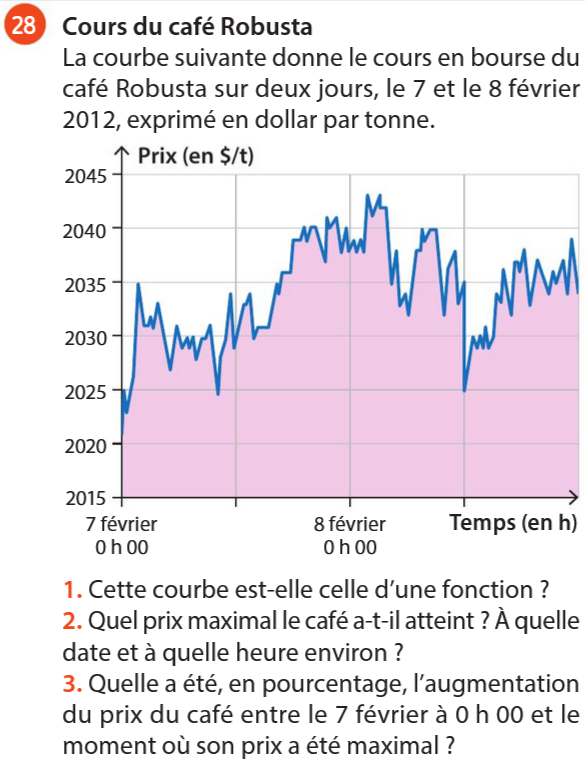 28 Cours du café Robusta
La courbe suivante donne le cours en bourse du
café Robusta sur deux jours, le 7 et le 8 février
2012, exprimé en dollar par tonne.
Prix (en $/t)
2045
2040
2035
2030
2025
2020
2015
7 février
0 h 00
8 février
0 h 00
Temps (en h)
1. Cette courbe est-elle celle d’une fonction ?
2. Quel prix maximal le café a-t-il atteint ? À quelle
date et à quelle heure environ ?
3. Quelle a été, en pourcentage, l’augmentation
du prix du café entre le 7 février à 0 h 00 et le
moment où son prix a été maximal ?